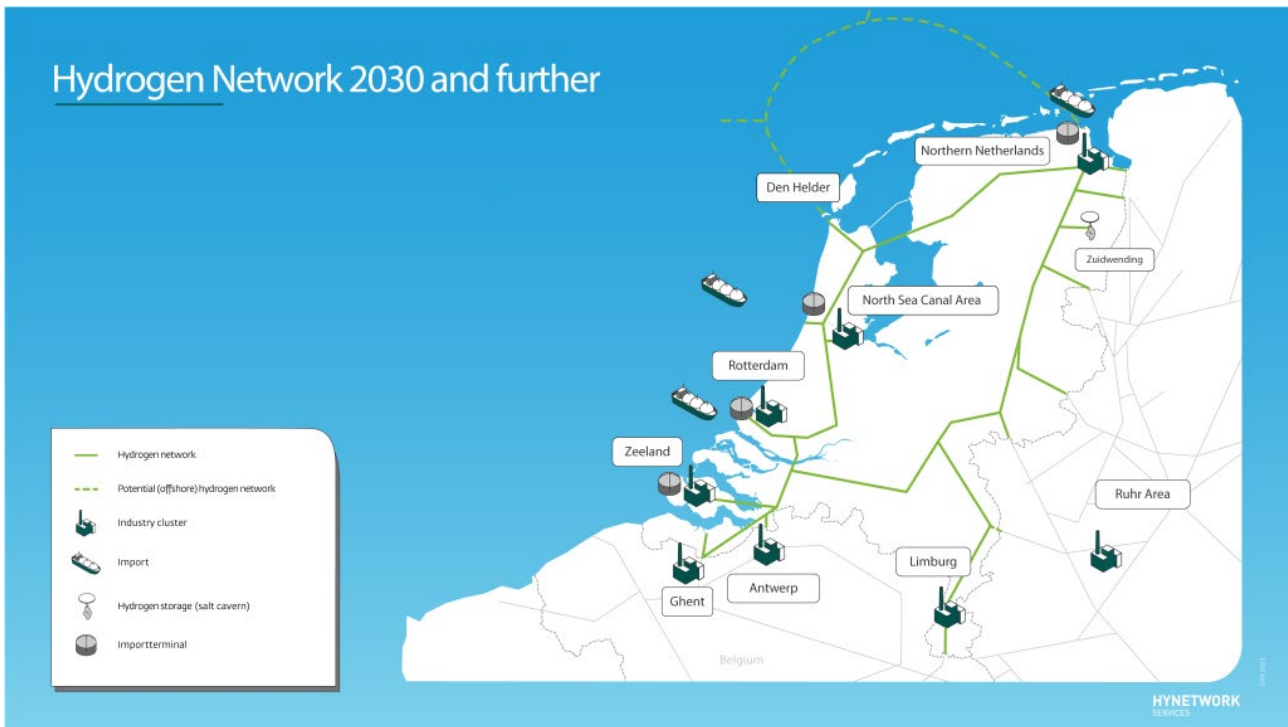 Hydrogen Network 2030 and further
Northern Netherlands
Den Helder
Zuidwending
North Sea Canal Area
Rotterdam
Zeeland
Ruhr Area
Limburg
Antwerp
Ghent
Belgium
Hydrogen network
Potential (offshore) hydrogen network
Industry cluster
Import
Hydrogen storage (salt cavern)
Importterminal
HYNETWORK
SERVICES